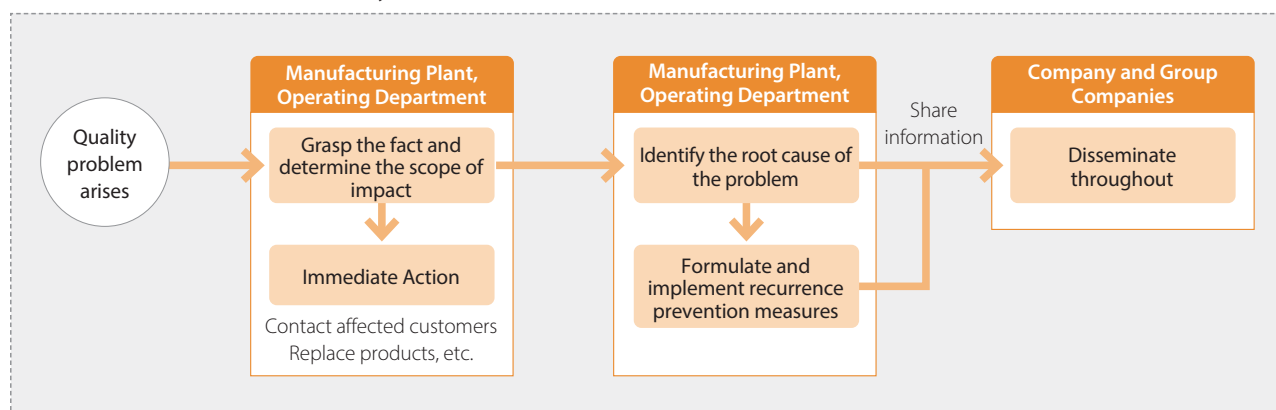 Quality
problem
arises
Manufacturing Plant,
Operating Department
Grasp the fact and
determine the scope of
impact
Immediate Action
Contact affected customers
Replace products, etc.
Manufacturing Plant,
Operating Department
Identify the root cause of
the problem
Formulate and
implement recurrence
prevention measures
Share
information
Company and Group
Companies
Disseminate
throughout